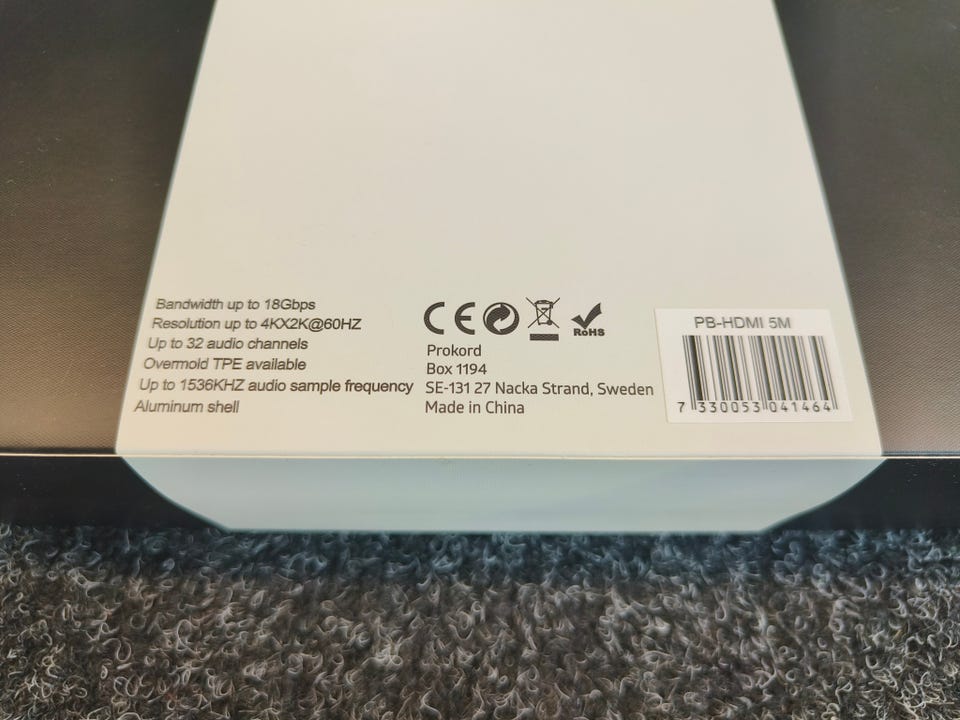 Bandwidth up to 18Gbps
Resolution up to 4KX2K@60HZ
Up to 32 audio channels
Overmold TPE available
Up to 1536KHZ audio sample frequency
Aluminum shell
CE
RoHS
Prokord
Box 1194
SE-131 27 Nacka Strand, Sweden
Made in China
PB-HDMI 5M
7 330053 041464